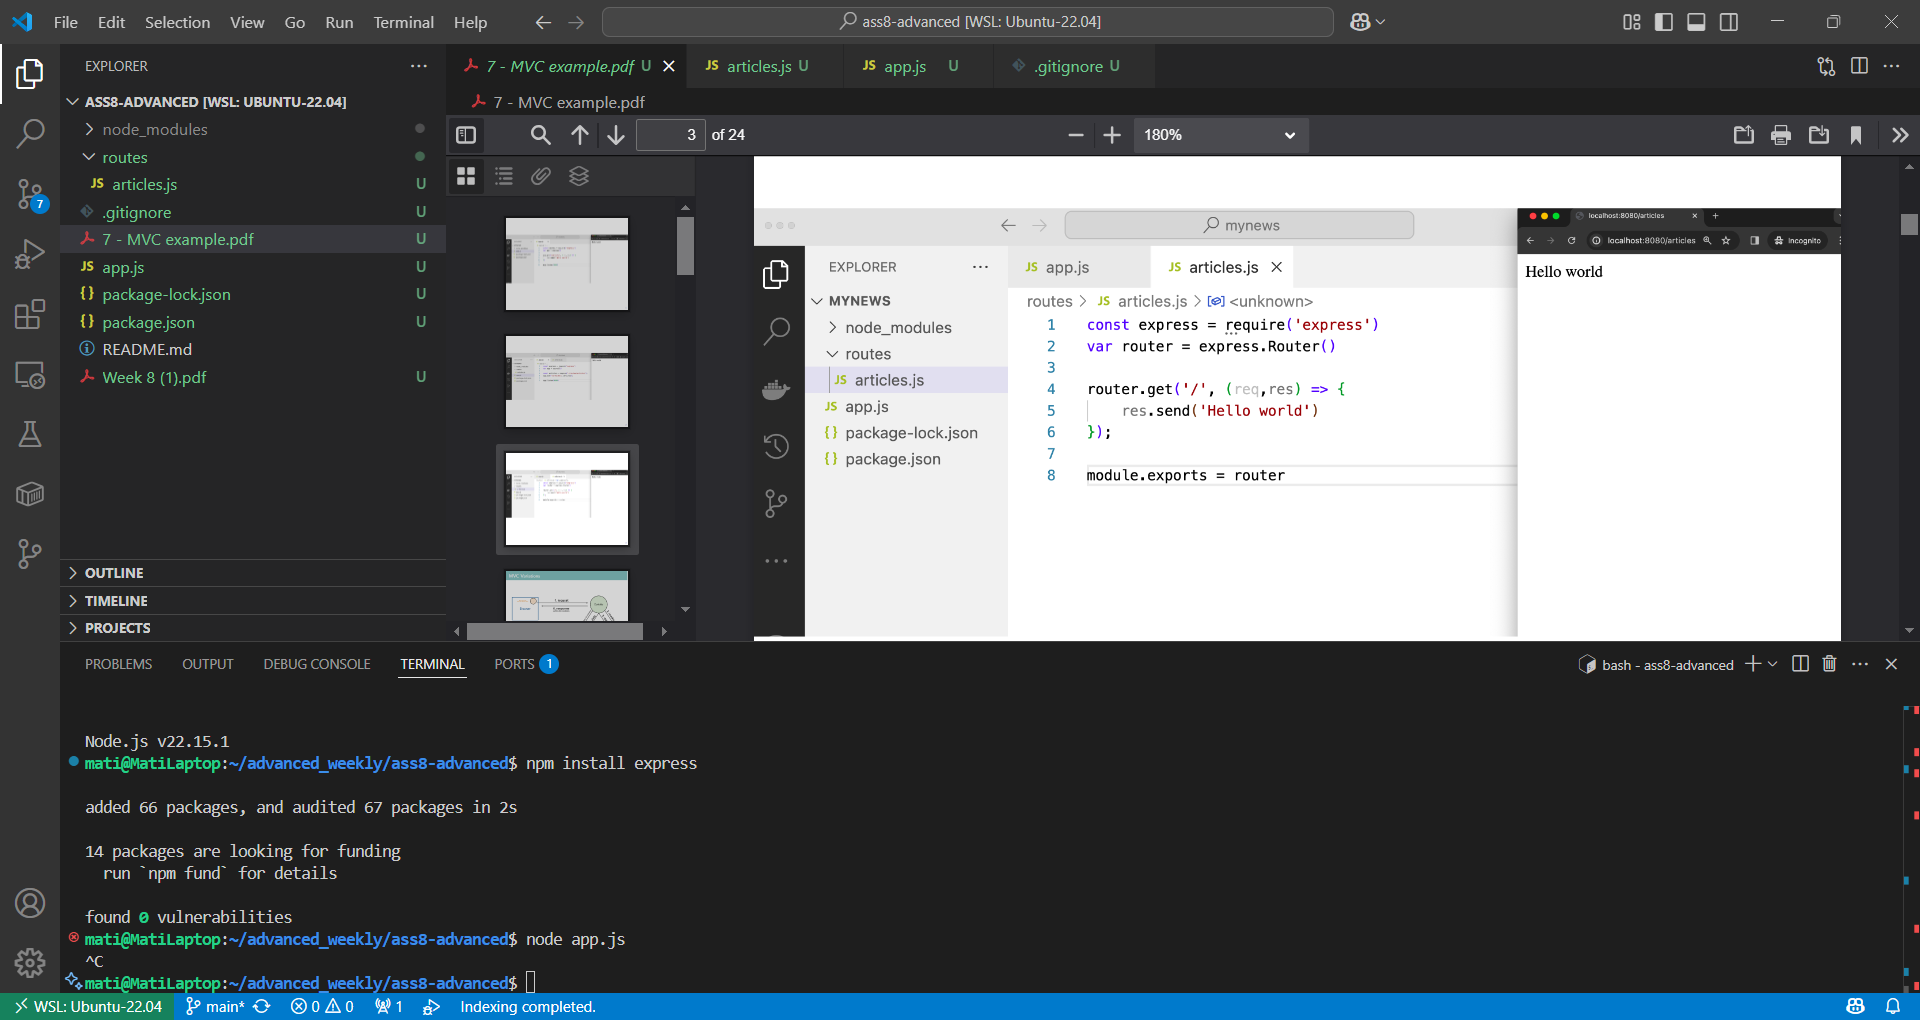 File Edit Selection View Go Run Terminal Help
ass8-advanced [WSL: Ubuntu-22.04]
EXPLORER
ASS8-ADVANCED [WSL: UBUNTU-22.04]
node_modules
routes
JS articles.js U
.gitignore U
7 - MVC example.pdf U
JS app.js U
{} package-lock.json U
{} package.json U
README.md
Week 8 (1).pdf U
OUTLINE
TIMELINE
PROJECTS
7
7 - MVC example.pdf U
JS articles.js U
JS app.js U
.gitignore U
7 - MVC example.pdf
3 of 24
180%
mynews
EXPLORER
MYNEWS
node_modules
routes
JS articles.js
JS app.js
{} package-lock.json
{} package.json
JS app.js
JS articles.js
routes > JS articles.js > <unknown>
1 const express = require('express')
2 var router = express.Router()
3
4 router.get('/', (req,res) => {
5 res.send('Hello world')
6 });
7
8 module.exports = router
localhost:8080/articles
localhost:8080/articles
Incognito
Hello world
PROBLEMS OUTPUT DEBUG CONSOLE TERMINAL PORTS 1
bash - ass8-advanced
Node.js v22.15.1
mati@MatiLaptop:~/advanced_weekly/ass8-advanced$ npm install express
added 66 packages, and audited 67 packages in 2s
14 packages are looking for funding
run `npm fund` for details
found 0 vulnerabilities
mati@MatiLaptop:~/advanced_weekly/ass8-advanced$ node app.js
^C
mati@MatiLaptop:~/advanced_weekly/ass8-advanced$
WSL: Ubuntu-22.04 main* 0 0 1 Indexing completed.